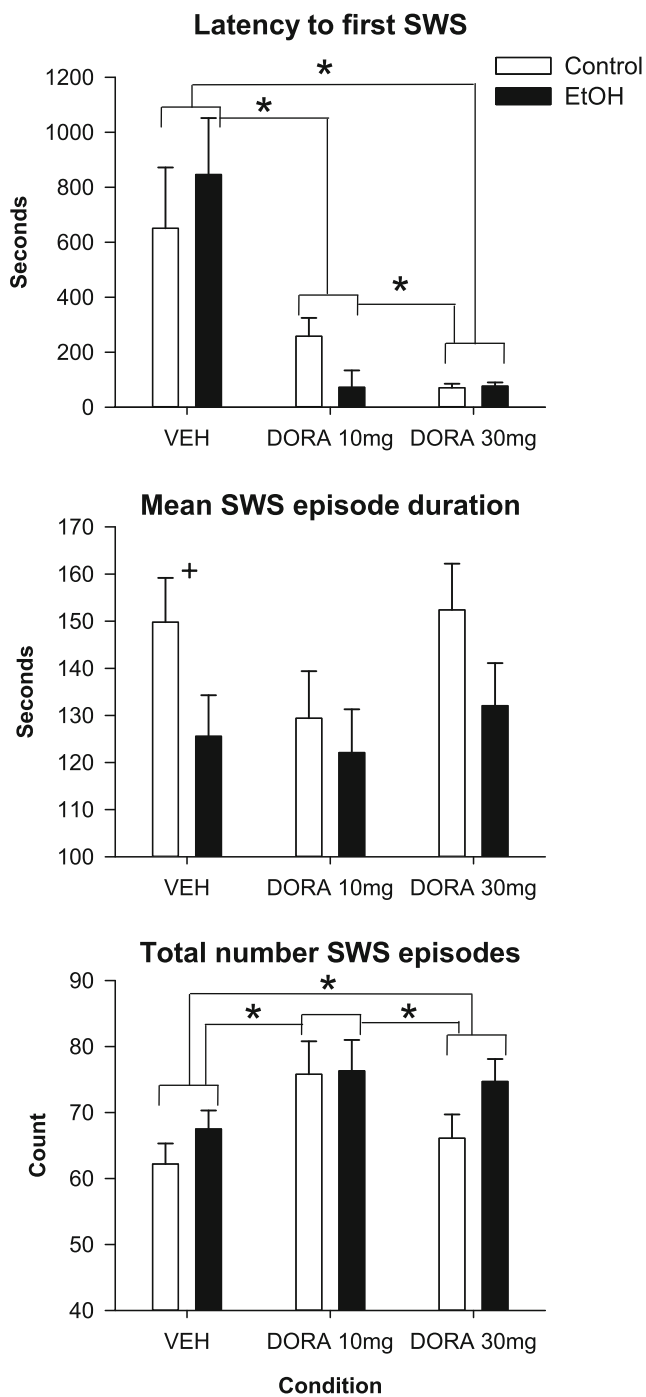 Latency to first SWS
Control
EtOH
*
*
*
1200
1000
800
600
400
200
0
Seconds
VEH DORA 10mg DORA 30mg
Mean SWS episode duration
170
160
150
140
130
120
110
100
+
Seconds
VEH DORA 10mg DORA 30mg
Total number SWS episodes
90
80
70
60
50
40
*
*
*
Count
VEH DORA 10mg DORA 30mg
Condition